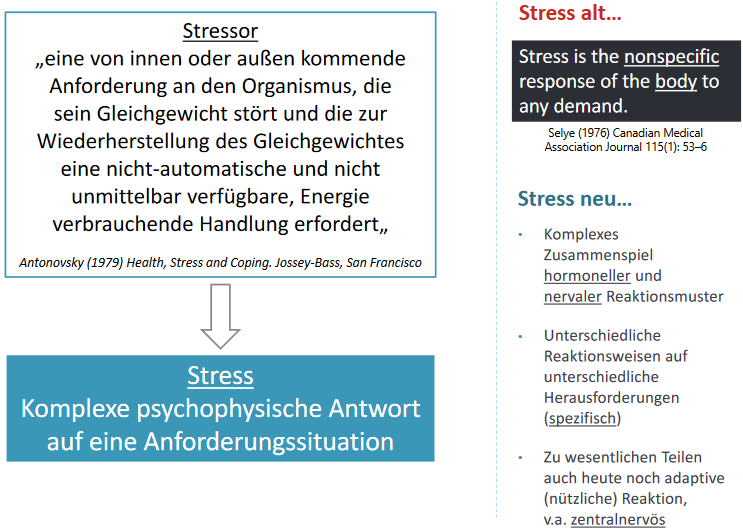 Stressor
„eine von innen oder außen kommende
Anforderung an den Organismus, die
sein Gleichgewicht stört und die zur
Wiederherstellung des Gleichgewichtes
eine nicht-automatische und nicht
unmittelbar verfügbare, Energie
verbrauchende Handlung erfordert„
Antonovsky (1979) Health, Stress and Coping. Jossey-Bass, San Francisco
Stress
Komplexe psychophysische Antwort
auf eine Anforderungssituation
Stress alt...
Stress is the nonspecific
response of the body to
any demand.
Selye (1976) Canadian Medical
Association Journal 115(1): 53–6
Stress neu...
• Komplexes
Zusammenspiel
hormoneller und
nervaler Reaktionsmuster
• Unterschiedliche
Reaktionsweisen auf
unterschiedliche
Herausforderungen
(spezifisch)
• Zu wesentlichen Teilen
auch heute noch adaptive
(nützliche) Reaktion,
v.a. zentralnervös